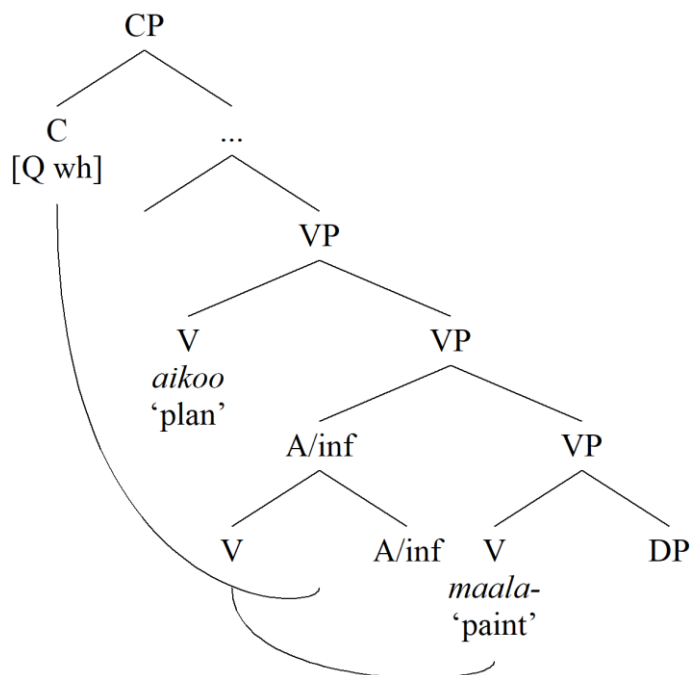 CP
C ...
[Q wh]
VP
V VP
aikoo
‘plan’
A/inf VP
V A/inf V DP
maala-
‘paint’